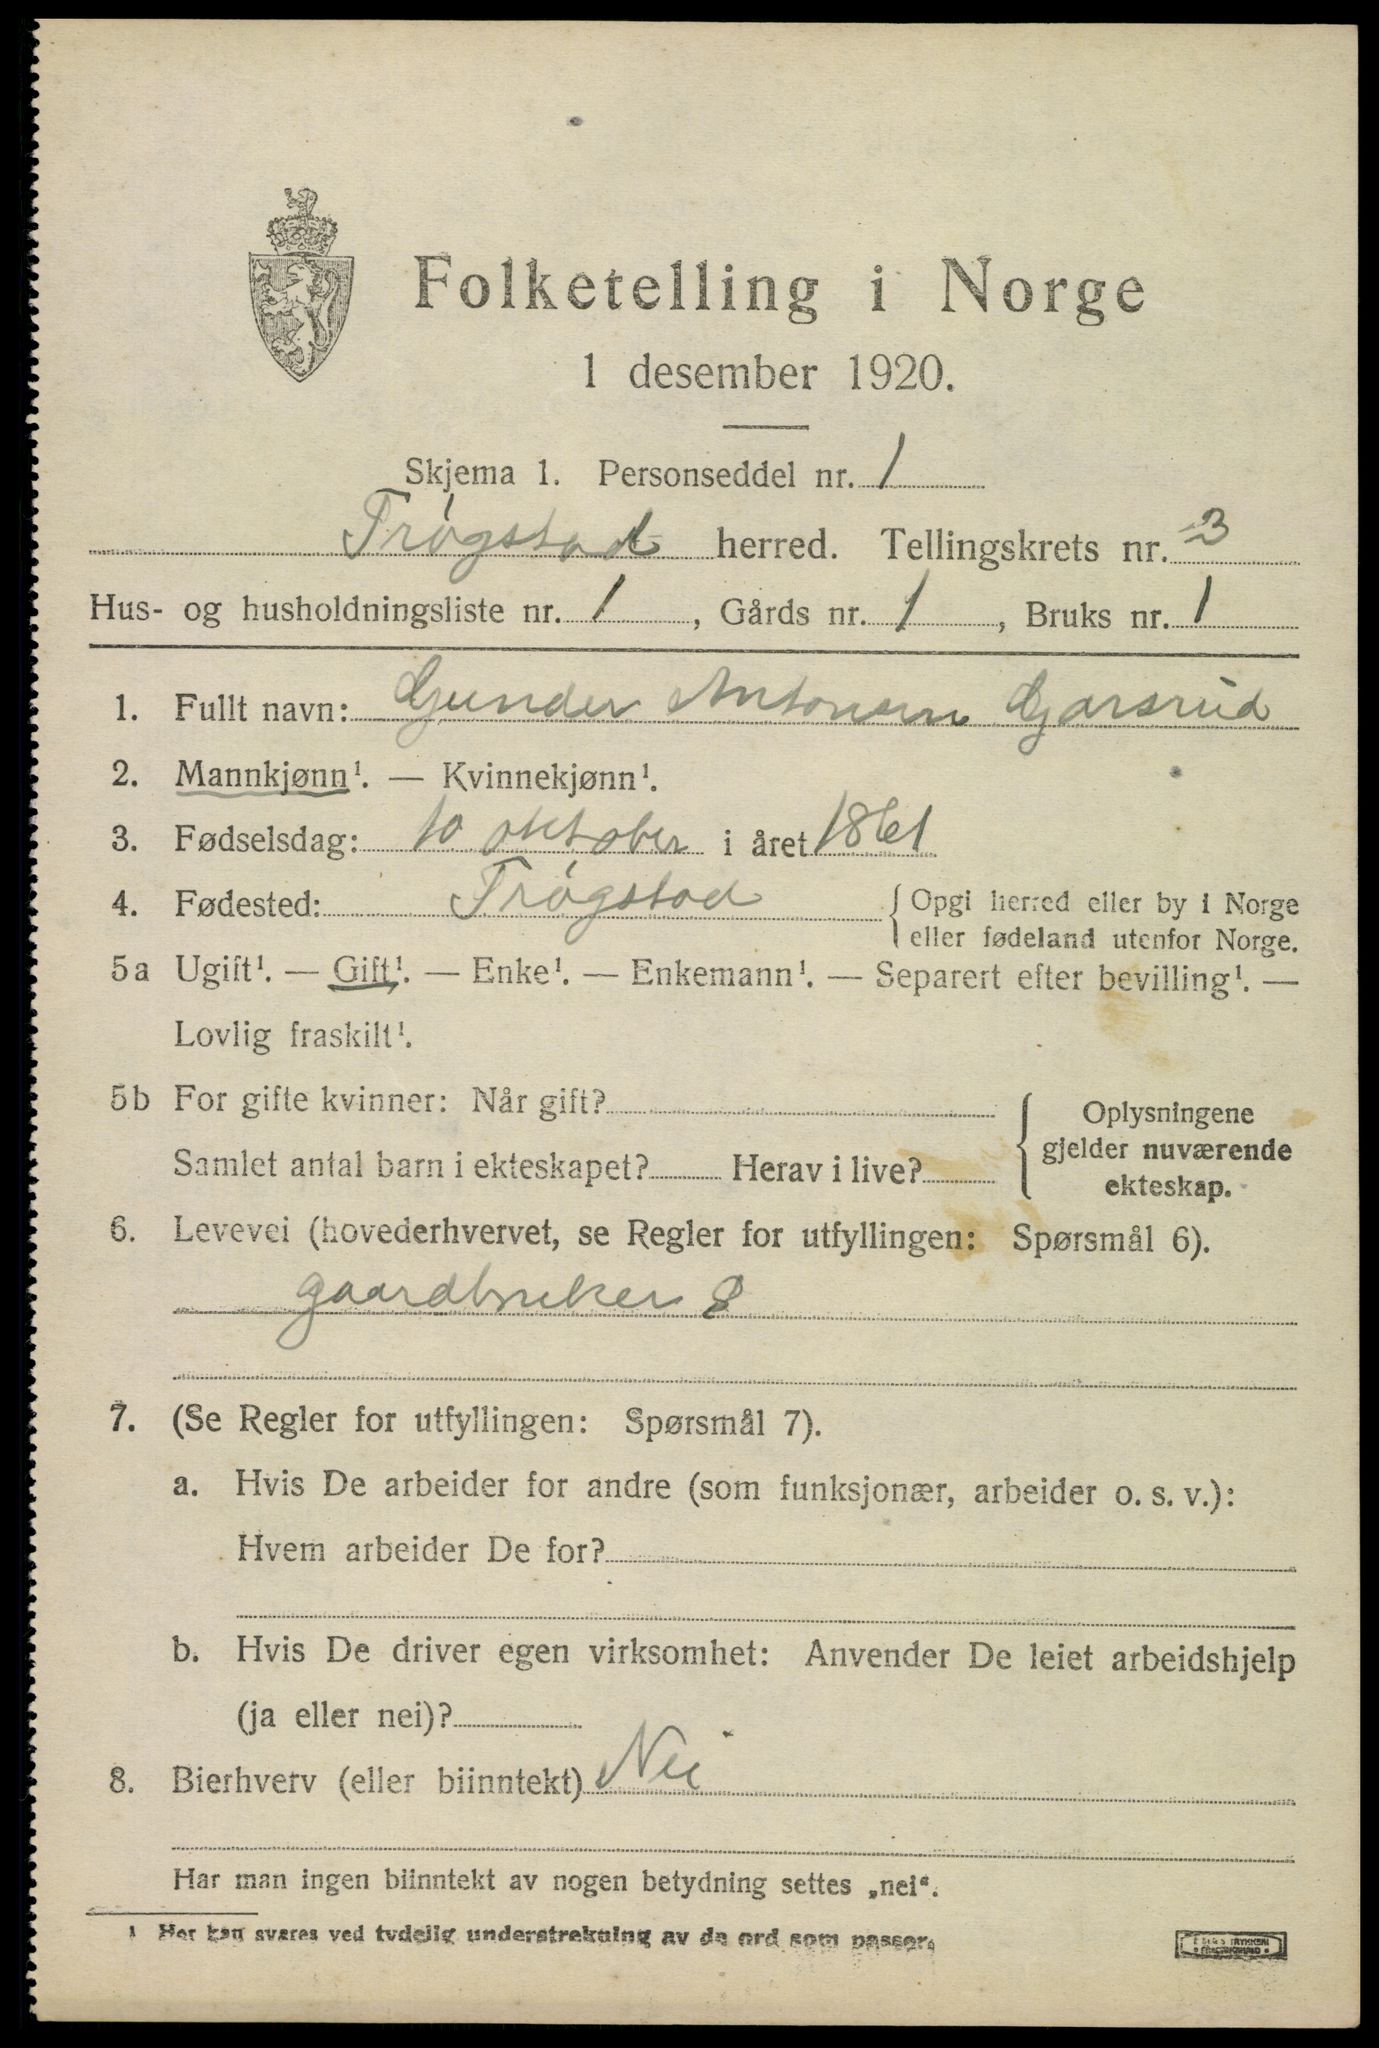 Folketelling i Norge
1 desember 1920.
Skjema 1. Personseddel nr. 1
Trøgstad herred. Tellingskrets nr. 3
Hus- og husholdningsliste nr. 1, Gårds nr. 1, Bruks nr. 1
1. Fullt navn: Gunder Antonsen Garsrud
2. Mannkjønn¹. — Kvinnekjønn¹.
3. Fødselsdag: 10 oktober i året 1861
4. Fødested: Trøgstad { Opgi herred eller by i Norge
eller fødeland utenfor Norge.
5a Ugift¹. — Gift¹. — Enke¹. — Enkemann¹. — Separert efter bevilling¹. —
Lovlig fraskilt¹.
5b For gifte kvinner: Når gift?
Samlet antal barn i ekteskapet? Herav i live?
{ Oplysningene
gjelder nuværende
ekteskap.
6. Levevei (hovederhvervet, se Regler for utfyllingen: Spørsmål 6).
gaardbruker S
7. (Se Regler for utfyllingen: Spørsmål 7).
a. Hvis De arbeider for andre (som funksjonær, arbeider o. s. v.):
Hvem arbeider De for?
b. Hvis De driver egen virksomhet: Anvender De leiet arbeidshjelp
(ja eller nei)?
8. Bierhverv (eller biinntekt) Nei
Har man ingen biinntekt av nogen betydning settes „nei“.
1 Her kan svares ved tydelig understrekning av de ord som passer.